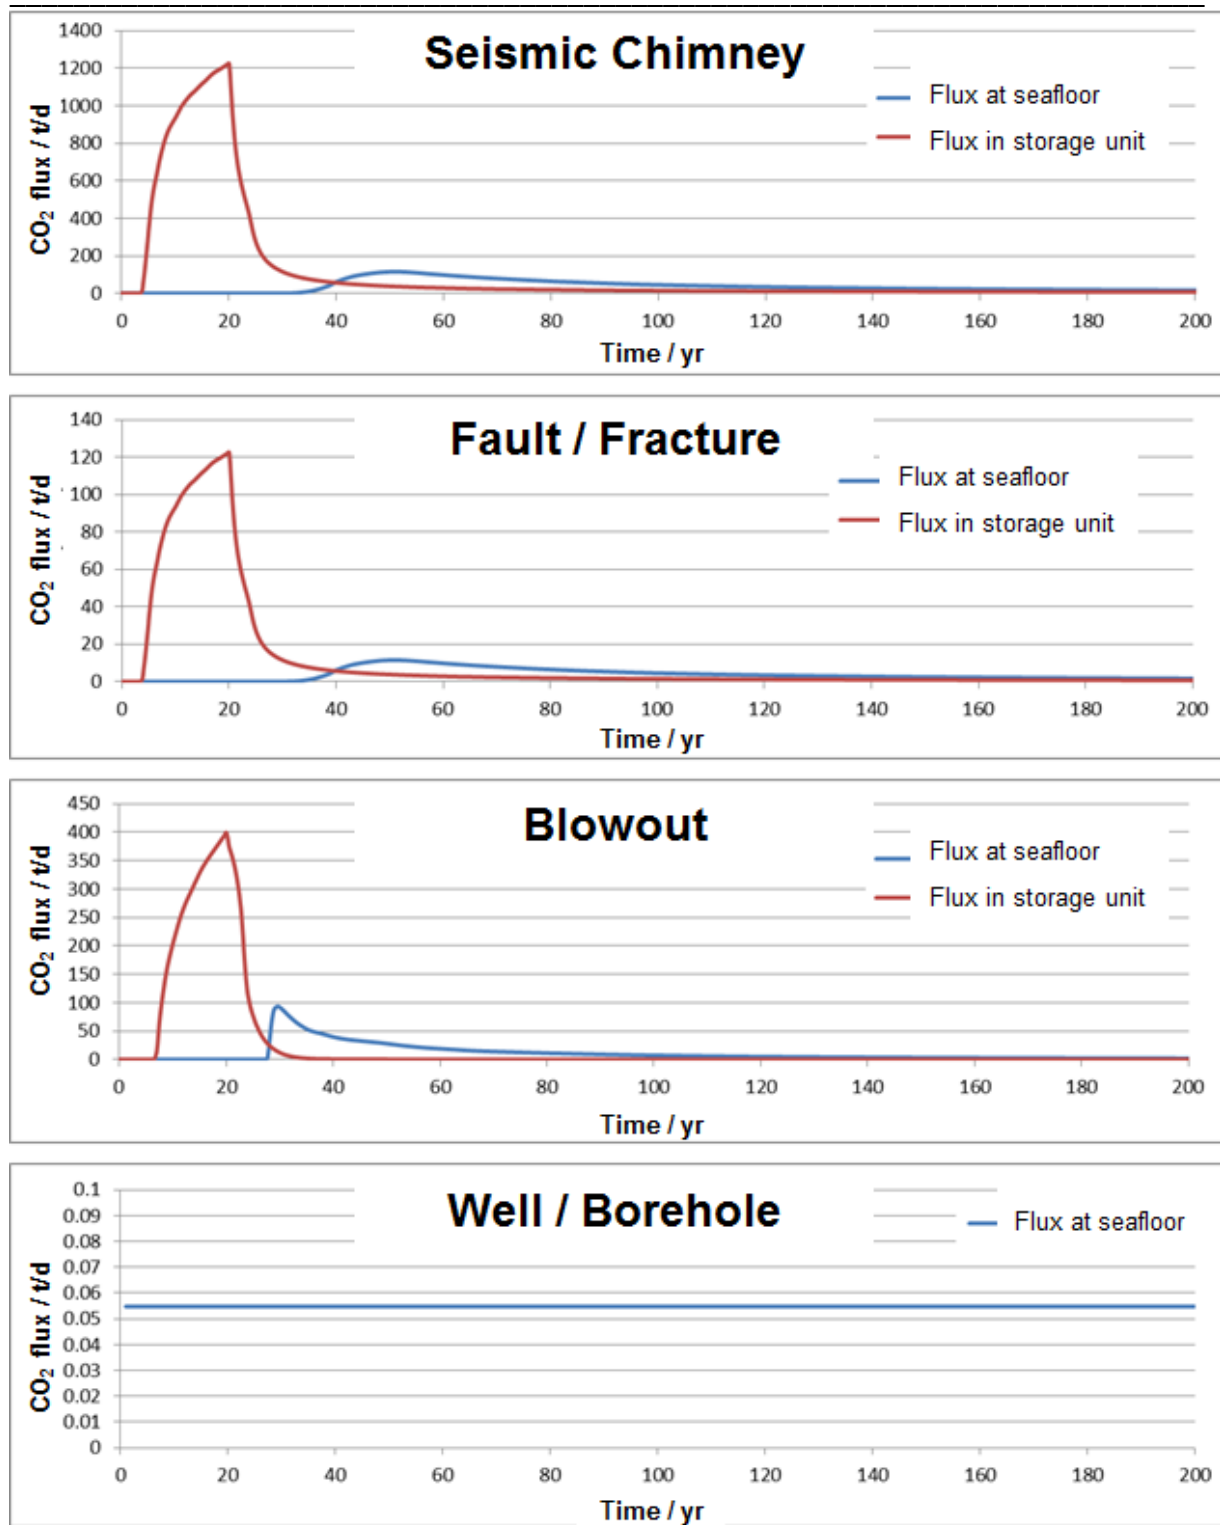 Seismic Chimney
CO₂ flux / t/d
1400
1200
1000
800
600
400
200
0
Flux at seafloor
Flux in storage unit
0 20 40 60 80 100 120 140 160 180 200
Time / yr
Fault / Fracture
CO₂ flux / t/d
140
120
100
80
60
40
20
0
Flux at seafloor
Flux in storage unit
0 20 40 60 80 100 120 140 160 180 200
Time / yr
Blowout
CO₂ flux / t/d
450
400
350
300
250
200
150
100
50
0
Flux at seafloor
Flux in storage unit
0 20 40 60 80 100 120 140 160 180 200
Time / yr
Well / Borehole
CO₂ flux / t/d
0.1
0.09
0.08
0.07
0.06
0.05
0.04
0.03
0.02
0.01
0
Flux at seafloor
0 20 40 60 80 100 120 140 160 180 200
Time / yr